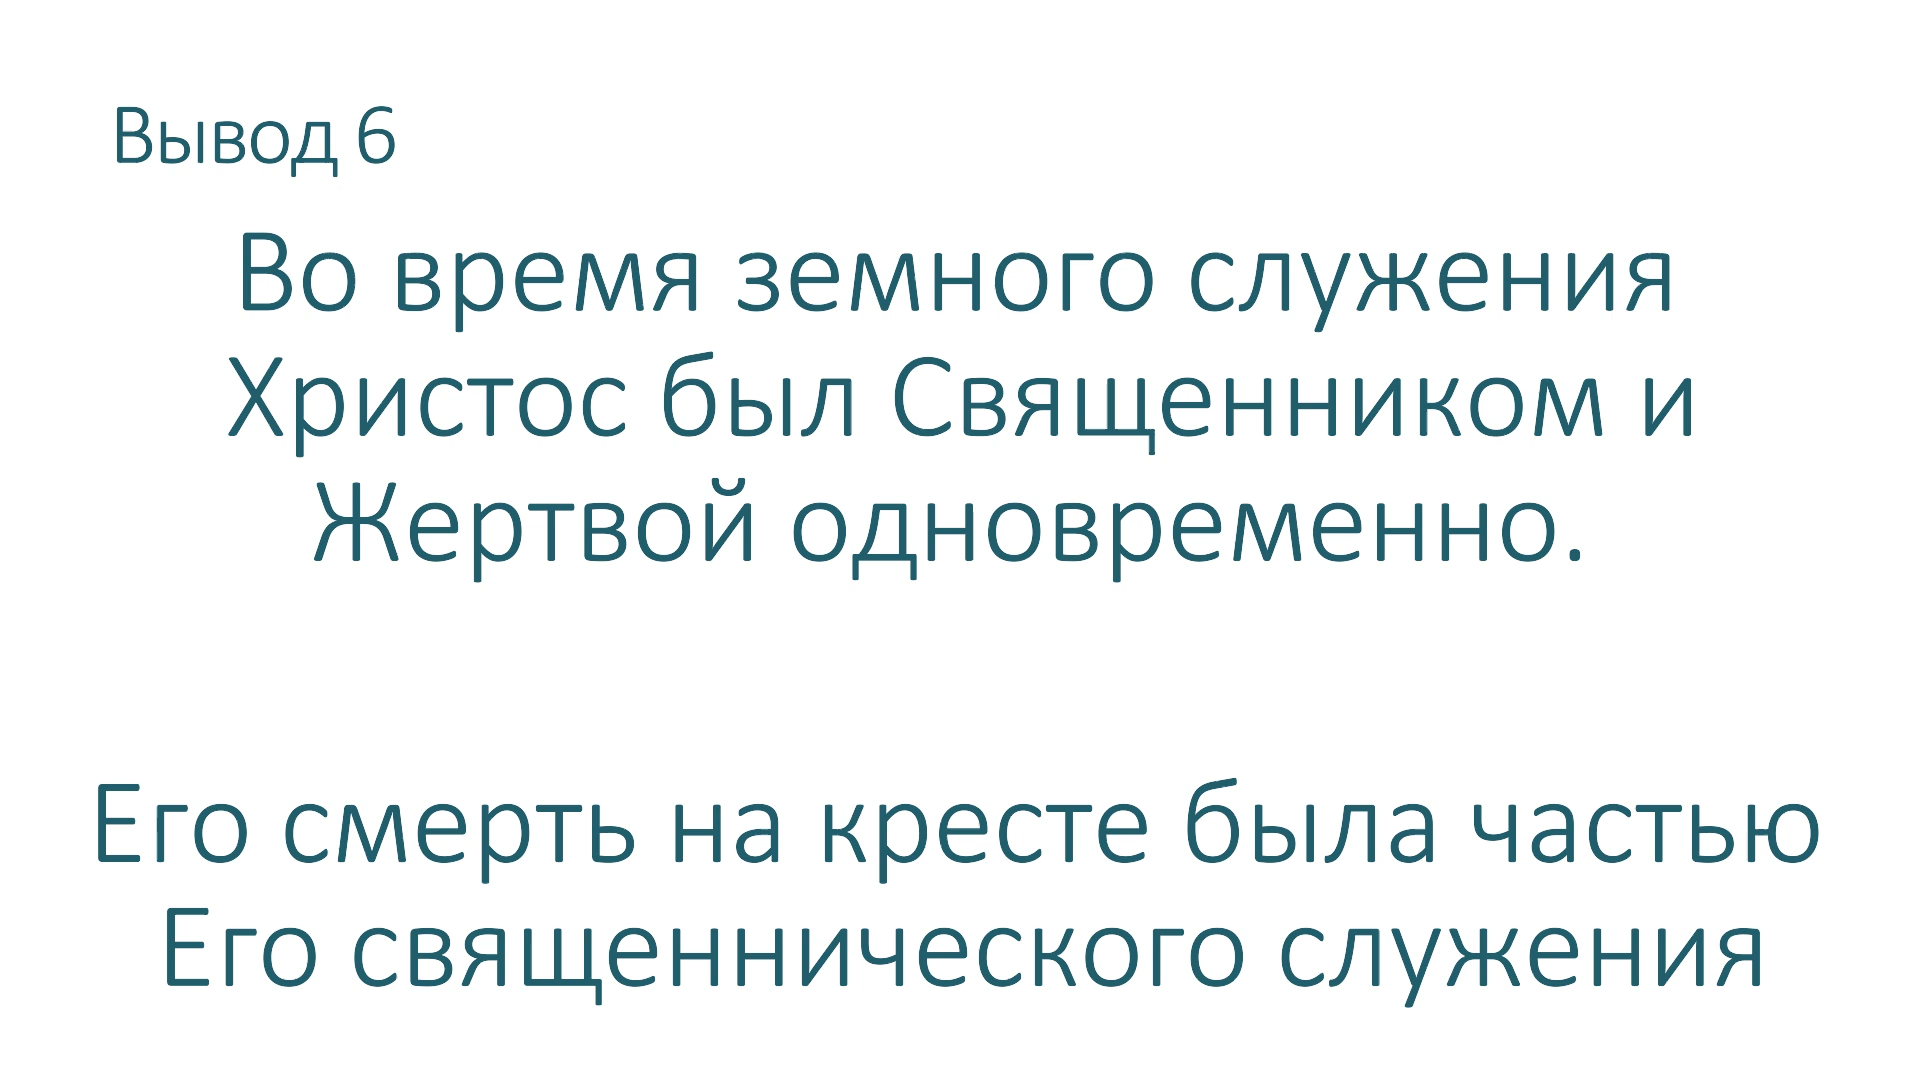 Вывод 6
Во время земного служения
Христос был Священником и
Жертвой одновременно.
Его смерть на кресте была частью
Его священнического служения